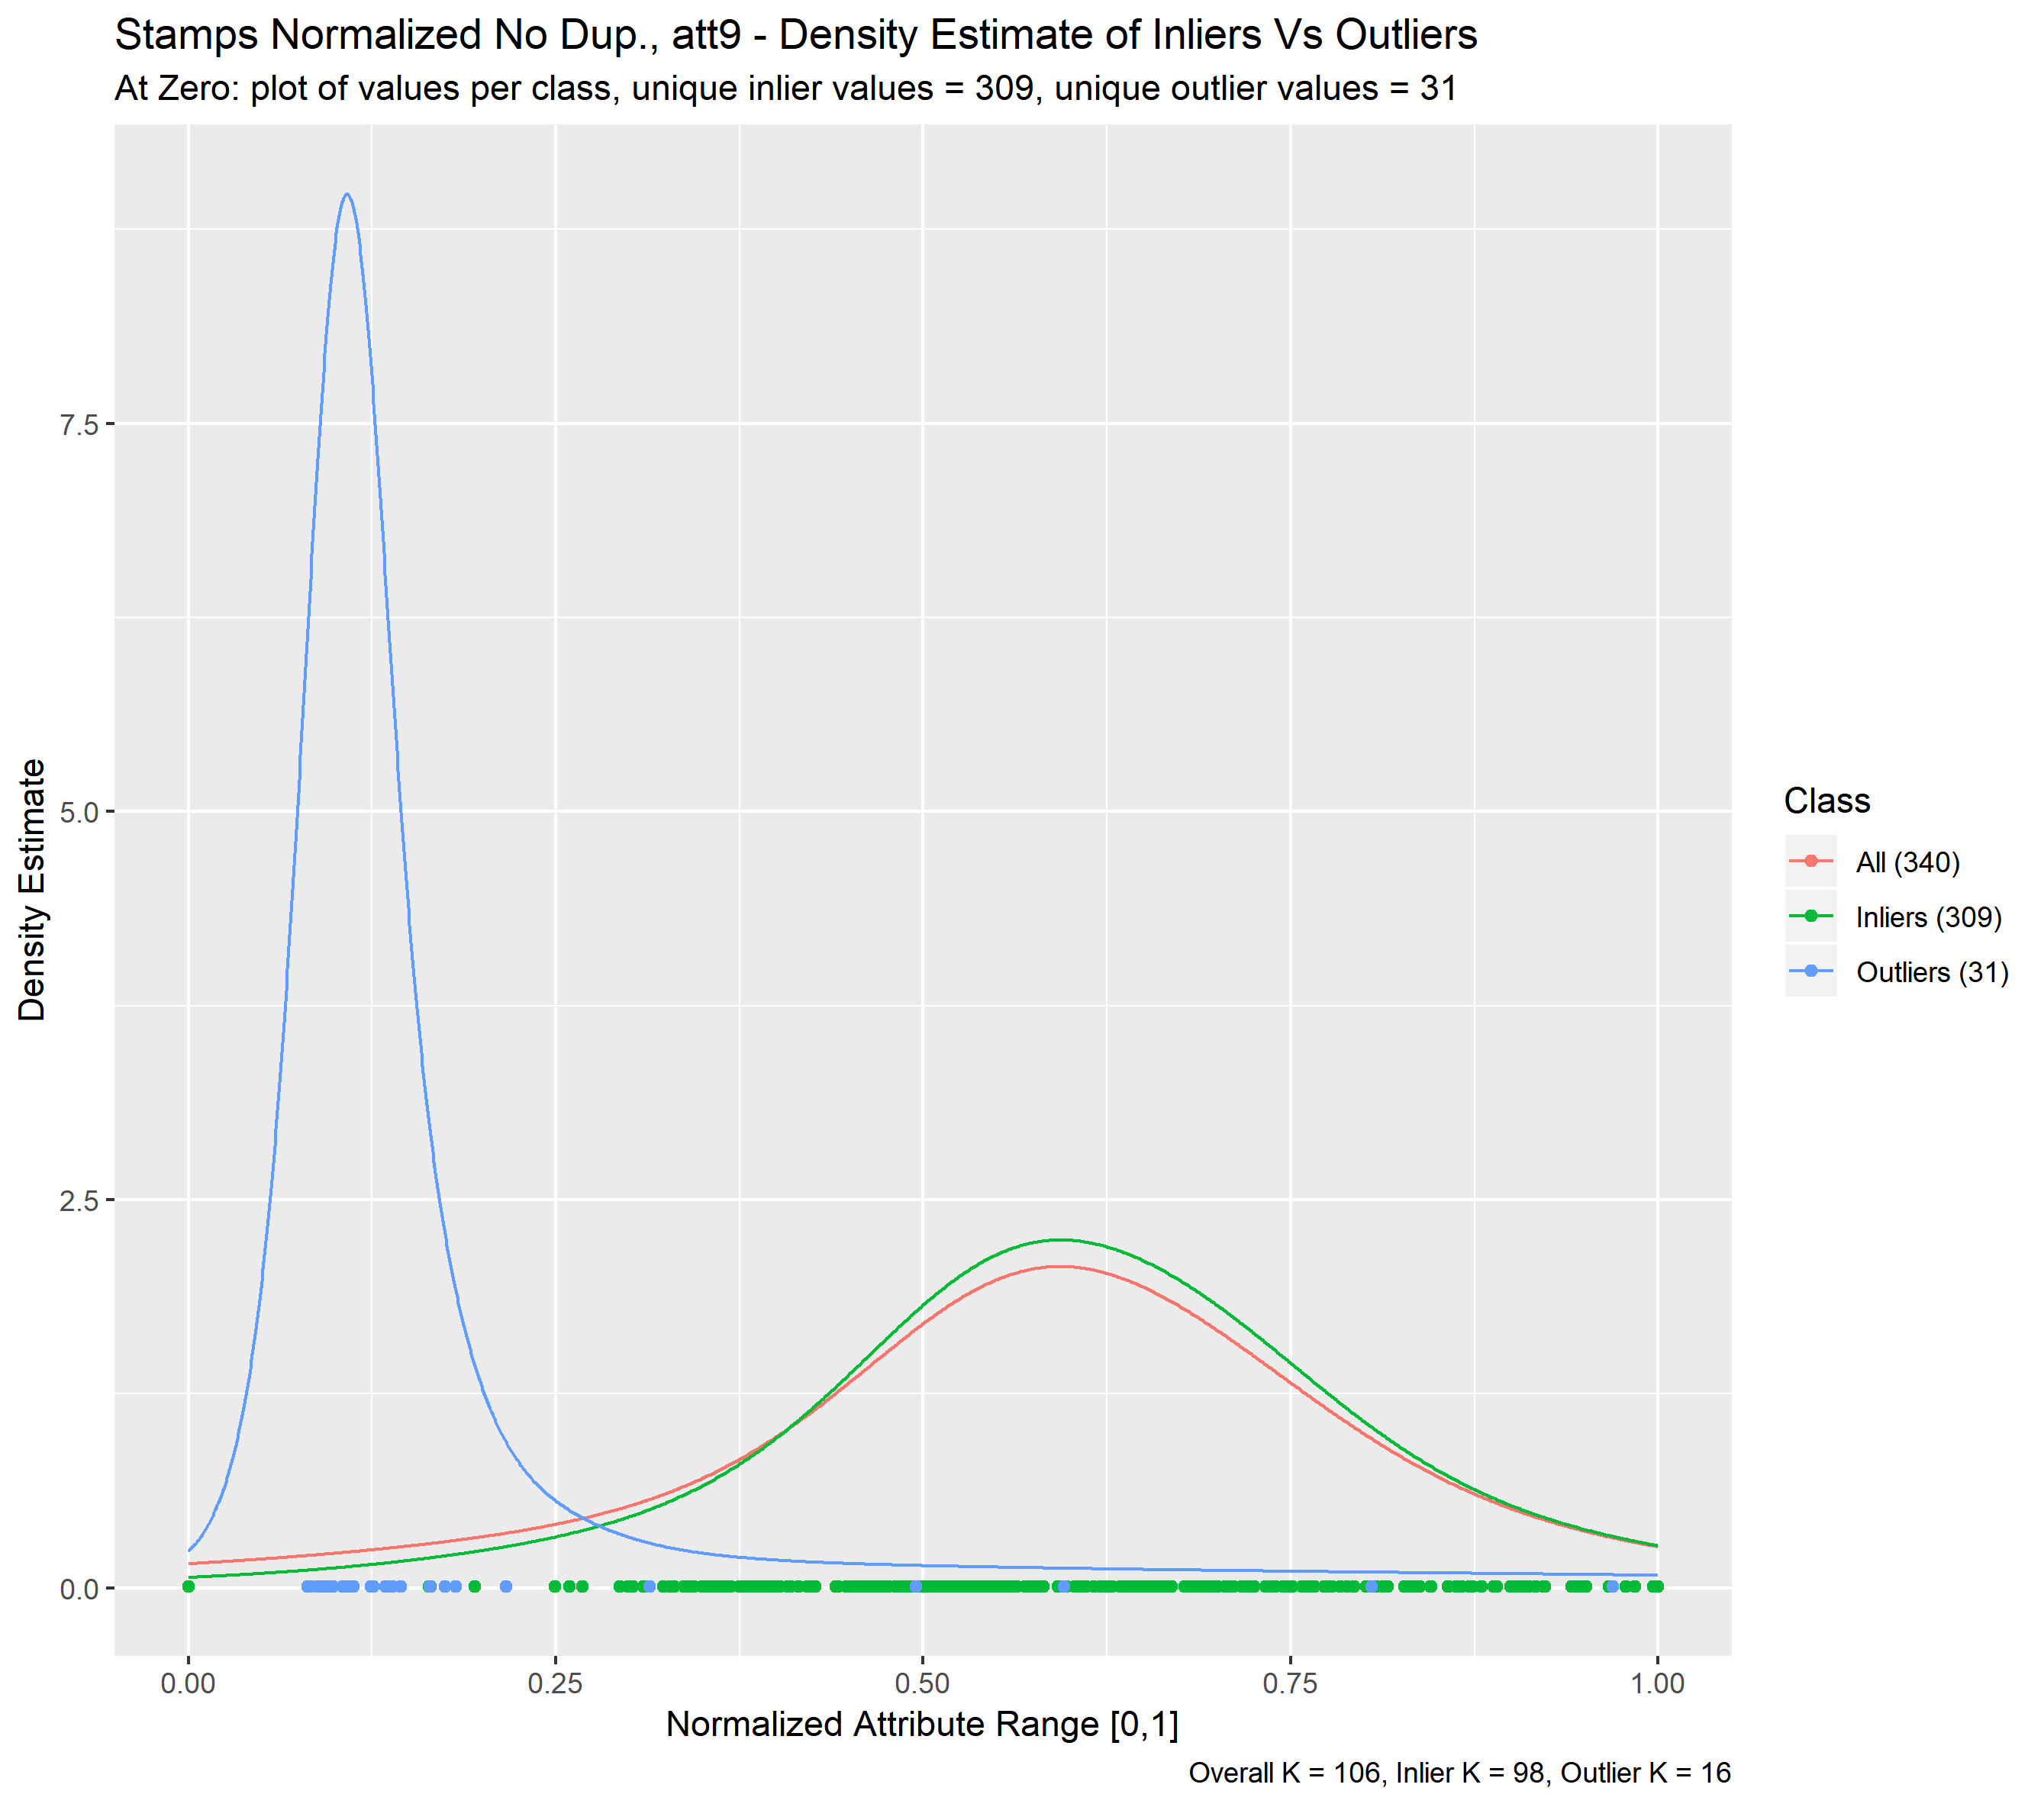 Stamps Normalized No Dup., att9 - Density Estimate of Inliers Vs Outliers
At Zero: plot of values per class, unique inlier values = 309, unique outlier values = 31
Density Estimate
7.5
5.0
2.5
0.0
0.00 0.25 0.50 0.75 1.00
Normalized Attribute Range [0,1]
Overall K = 106, Inlier K = 98, Outlier K = 16
Class
All (340)
Inliers (309)
Outliers (31)